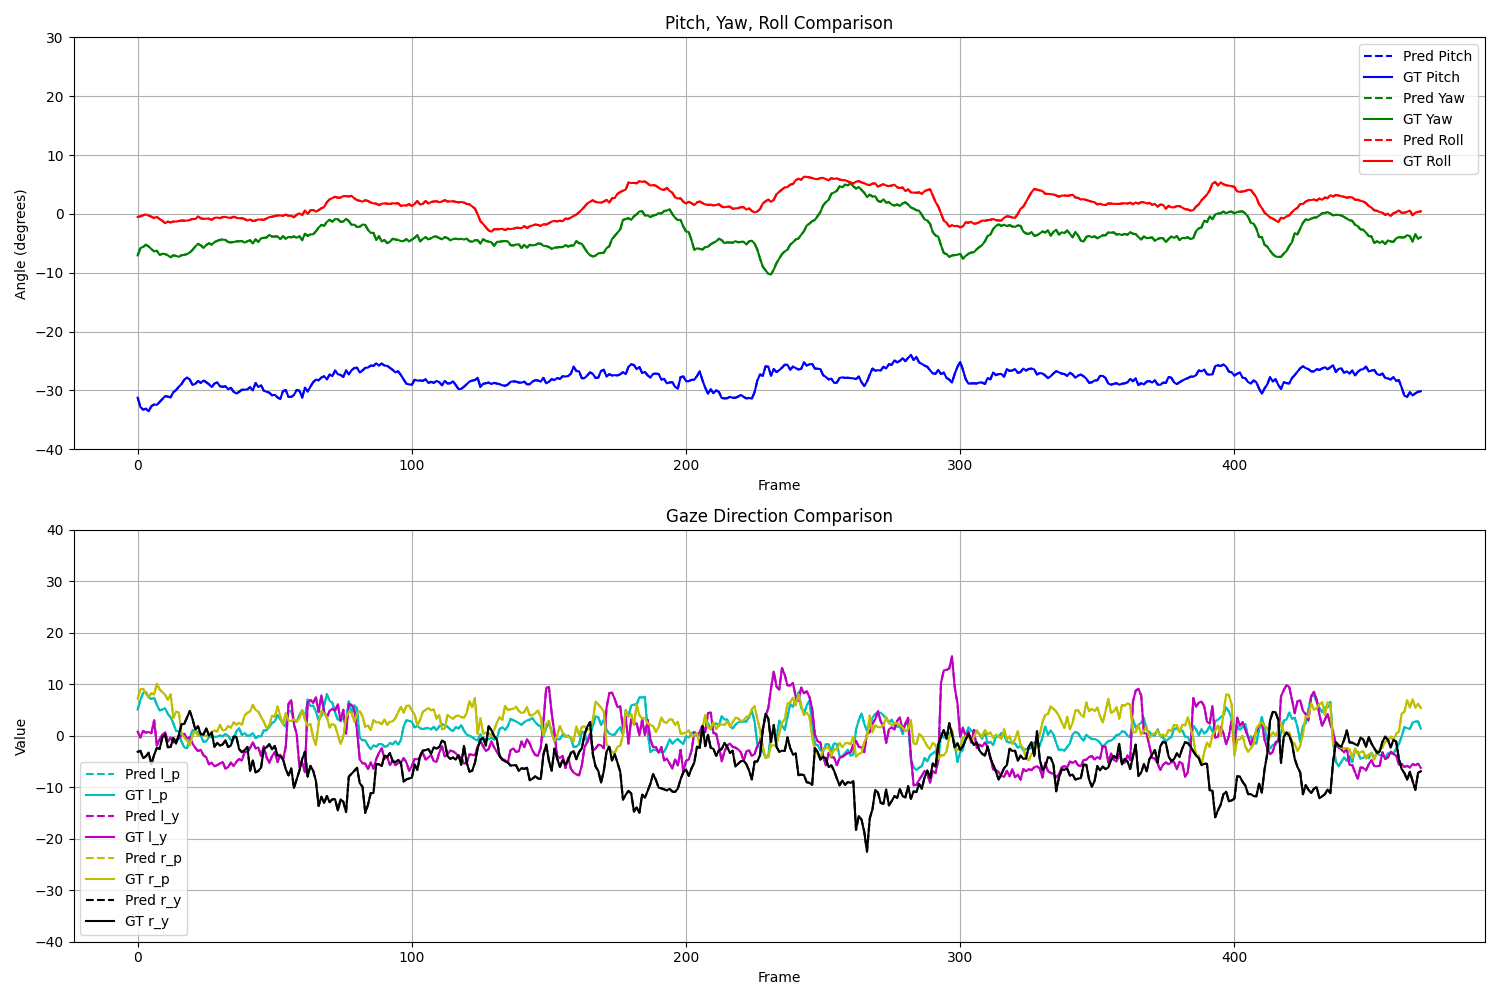 Pitch, Yaw, Roll Comparison
30
20
10
0
−10
−20
−30
−40
Angle (degrees)
0
100
200
300
400
Frame
Pred Pitch
GT Pitch
Pred Yaw
GT Yaw
Pred Roll
GT Roll
Gaze Direction Comparison
40
30
20
10
0
−10
−20
−30
−40
Value
0
100
200
300
400
Frame
Pred l_p
GT l_p
Pred l_y
GT l_y
Pred r_p
GT r_p
Pred r_y
GT r_y